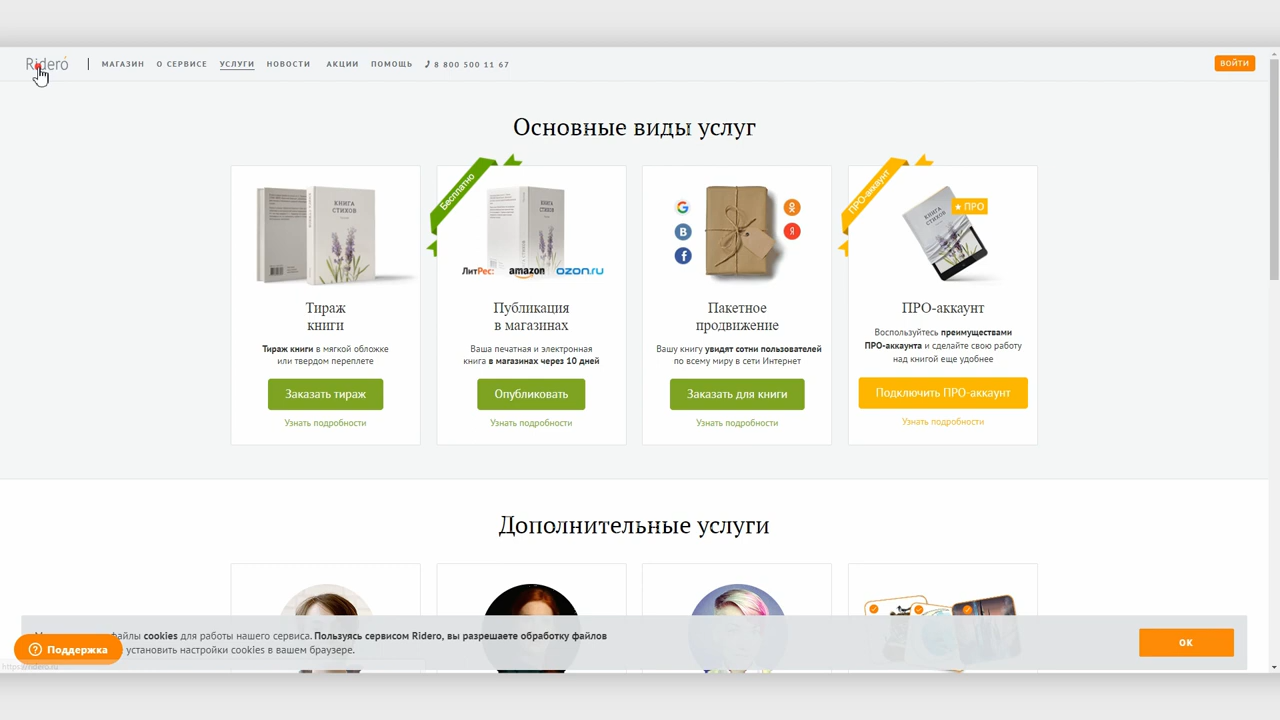 Ridero
МАГАЗИН О СЕРВИСЕ УСЛУГИ НОВОСТИ АКЦИИ ПОМОЩЬ 8 800 500 11 67
ВОЙТИ
Основные виды услуг
КНИГА СТИХОВ
Тираж
книги
Тираж книги в мягкой обложке
или твердом переплете
Заказать тираж
Узнать подробности
Бесплатно
КНИГА СТИХОВ
ЛитРес: amazon OZON.RU
Публикация
в магазинах
Ваша печатная и электронная
книга в магазинах через 10 дней
Опубликовать
Узнать подробности
Пакетное
продвижение
Вашу книгу увидят сотни пользователей
по всему миру в сети Интернет
Заказать для книги
Узнать подробности
ПРО-аккаунт
КНИГА СТИХОВ
ПРО
ПРО-аккаунт
Воспользуйтесь преимуществами
ПРО-аккаунта и сделайте свою работу
над книгой еще удобнее
Подключить ПРО-аккаунт
Узнать подробности
Дополнительные услуги
файлы cookies для работы нашего сервиса. Пользуясь сервисом Ridero, вы разрешаете обработку файлов
установить настройки cookies в вашем браузере.
OK
Поддержка
https://ridero.ru